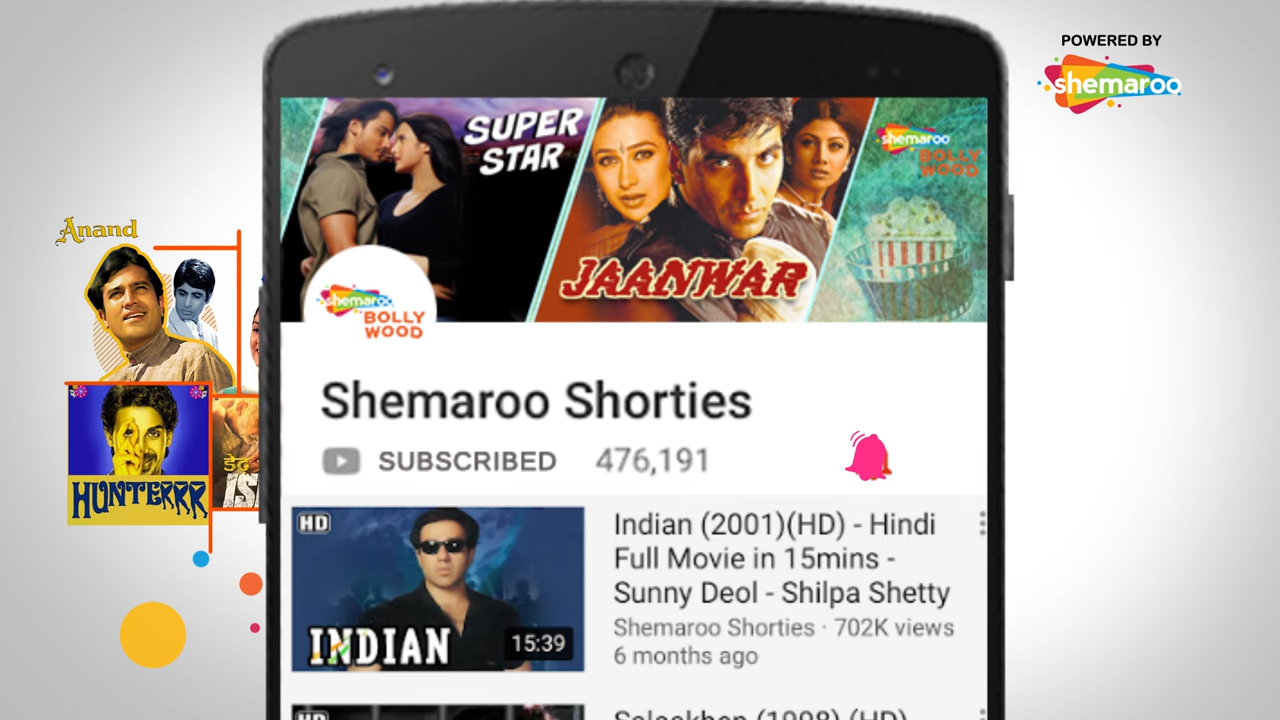 POWERED BY
shemaroo
SUPER
STAR
JAANWAR
shemaroo
BOLLY
WOOD
Anand
shemaroo
BOLLY
WOOD
HUNTERRR
डेढ़
Shemaroo Shorties
SUBSCRIBED 476,191
HD
INDIAN
15:39
Indian (2001)(HD) - Hindi
Full Movie in 15mins -
Sunny Deol - Shilpa Shetty
Shemaroo Shorties · 702K views
6 months ago
HD